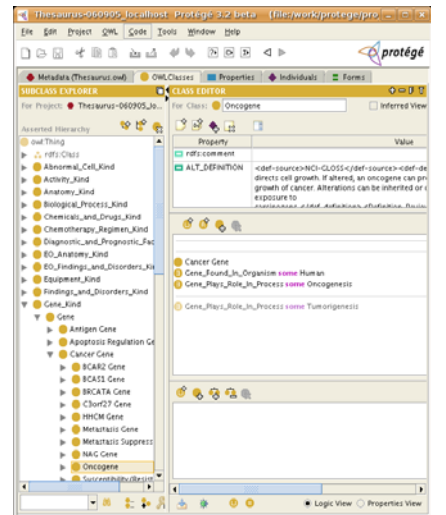 Thesaurus-060905_localhost Protégé 3.2 beta (file:/work/protege/pro
File Edit Project OWL Code Tools Window Help
protégé
Metadata (Thesaurus.owl) OWLClasses Properties Individuals Forms
SUBCLASS EXPLORER
CLASS EDITOR
For Project: Thesaurus-060905_lo...
For Class: Oncogene
Inferred View
Asserted Hierarchy
Property Value
owl:Thing
rdfs:Class
Abnormal_Cell_Kind
Activity_Kind
Anatomy_Kind
Biological_Process_Kind
Chemicals_and_Drugs_Kind
Chemotherapy_Regimen_Kind
Diagnostic_and_Prognostic_Fac
EO_Anatomy_Kind
EO_Findings_and_Disorders_Ki
Equipment_Kind
Findings_and_Disorders_Kind
Gene_Kind
Gene
Antigen Gene
Apoptosis Regulation Ge
Cancer Gene
BCAR2 Gene
BCAS1 Gene
BRCATA Gene
C3orf27 Gene
HHCM Gene
Metastasis Gene
Metastasis Suppress
NAG Gene
Oncogene
Susceptibility/Resist
rdfs:comment
ALT_DEFINITION
<def-source>NCI-GLOSS</def-source><def-de
directs cell growth. If altered, an oncogene can pr
growth of cancer. Alterations can be inherited or c
exposure to
Cancer Gene
Gene_Found_In_Organism some Human
Gene_Plays_Role_In_Process some Oncogenesis
Gene_Plays_Role_In_Process some Tumorigenesis
Logic View Properties View